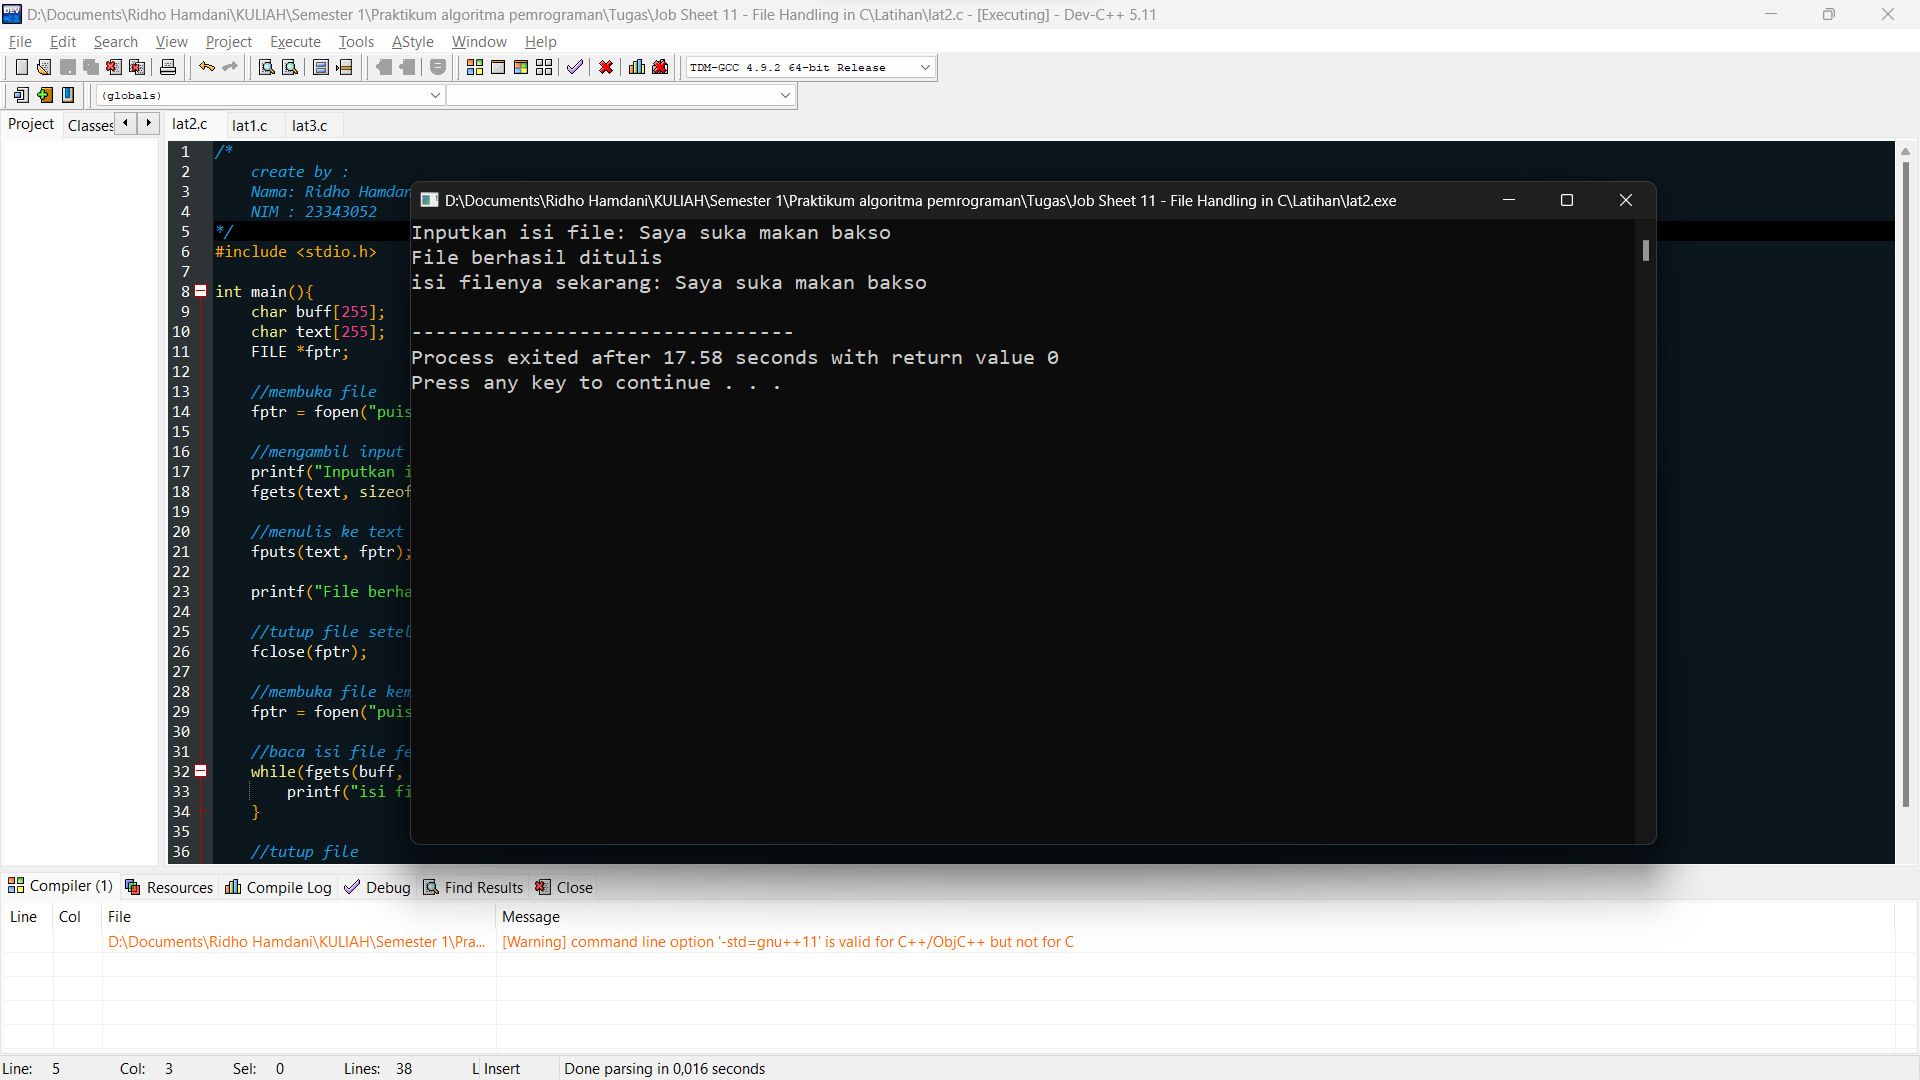 D:\Documents\Ridho Hamdani\KULIAH\Semester 1\Praktikum algoritma pemrograman\Tugas\Job Sheet 11 - File Handling in C\Latihan\lat2.c - [Executing] - Dev-C++ 5.11
File Edit Search View Project Execute Tools AStyle Window Help
TDM-GCC 4.9.2 64-bit Release
(globals)
Project Classes lat2.c lat1.c lat3.c
1 /*
2 create by :
3 Nama: Ridho Hamdan
4 NIM : 23343052
5 */
6 #include <stdio.h>
7
8 int main(){
9 char buff[255];
10 char text[255];
11 FILE *fptr;
12
13 //membuka file
14 fptr = fopen("puis
15
16 //mengambil input
17 printf("Inputkan i
18 fgets(text, sizeof
19
20 //menulis ke text
21 fputs(text, fptr);
22
23 printf("File berha
24
25 //tutup file setel
26 fclose(fptr);
27
28 //membuka file kem
29 fptr = fopen("puis
30
31 //baca isi file fe
32 while(fgets(buff,
33 printf("isi fi
34 }
35
36 //tutup file
D:\Documents\Ridho Hamdani\KULIAH\Semester 1\Praktikum algoritma pemrograman\Tugas\Job Sheet 11 - File Handling in C\Latihan\lat2.exe
Inputkan isi file: Saya suka makan bakso
File berhasil ditulis
isi filenya sekarang: Saya suka makan bakso
--------------------------------
Process exited after 17.58 seconds with return value 0
Press any key to continue . . .
Compiler (1) Resources Compile Log Debug Find Results Close
Line Col File Message
D:\Documents\Ridho Hamdani\KULIAH\Semester 1\Pra... [Warning] command line option '-std=gnu++11' is valid for C++/ObjC++ but not for C
Line: 5 Col: 3 Sel: 0 Lines: 38 L Insert Done parsing in 0,016 seconds